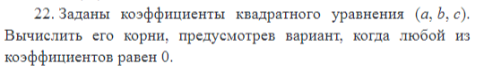 22. Заданы коэффициенты квадратного уравнения (a, b, c).
Вычислить его корни, предусмотрев вариант, когда любой из
коэффициентов равен 0.